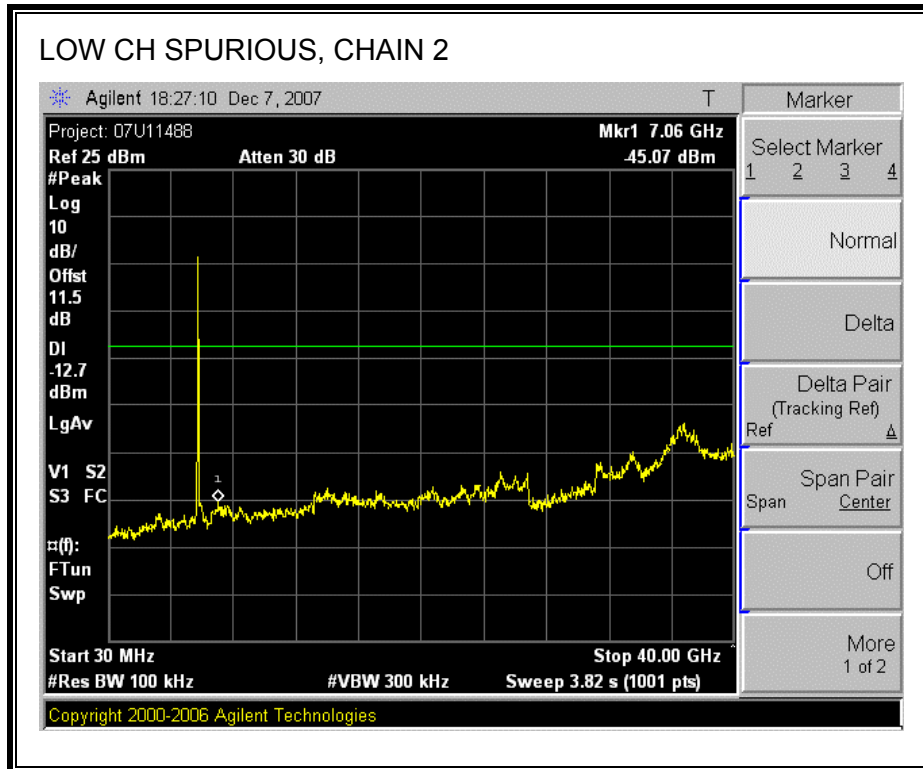 LOW CH SPURIOUS, CHAIN 2
Agilent 18:27:10 Dec 7, 2007 T
Project: 07U11488 Mkr1 7.06 GHz
Ref 25 dBm Atten 30 dB -45.07 dBm
#Peak
Log
10
dB/
Offst
11.5
dB
DI
-12.7
dBm
LgAv
V1 S2
S3 FC
¤(f):
FTun
Swp
1
Start 30 MHz Stop 40.00 GHz ^
#Res BW 100 kHz #VBW 300 kHz Sweep 3.82 s (1001 pts)
Copyright 2000-2006 Agilent Technologies
Marker
Select Marker
1 2 3 4
Normal
Delta
Delta Pair
(Tracking Ref)
Ref Δ
Span Pair
Span Center
Off
More
1 of 2